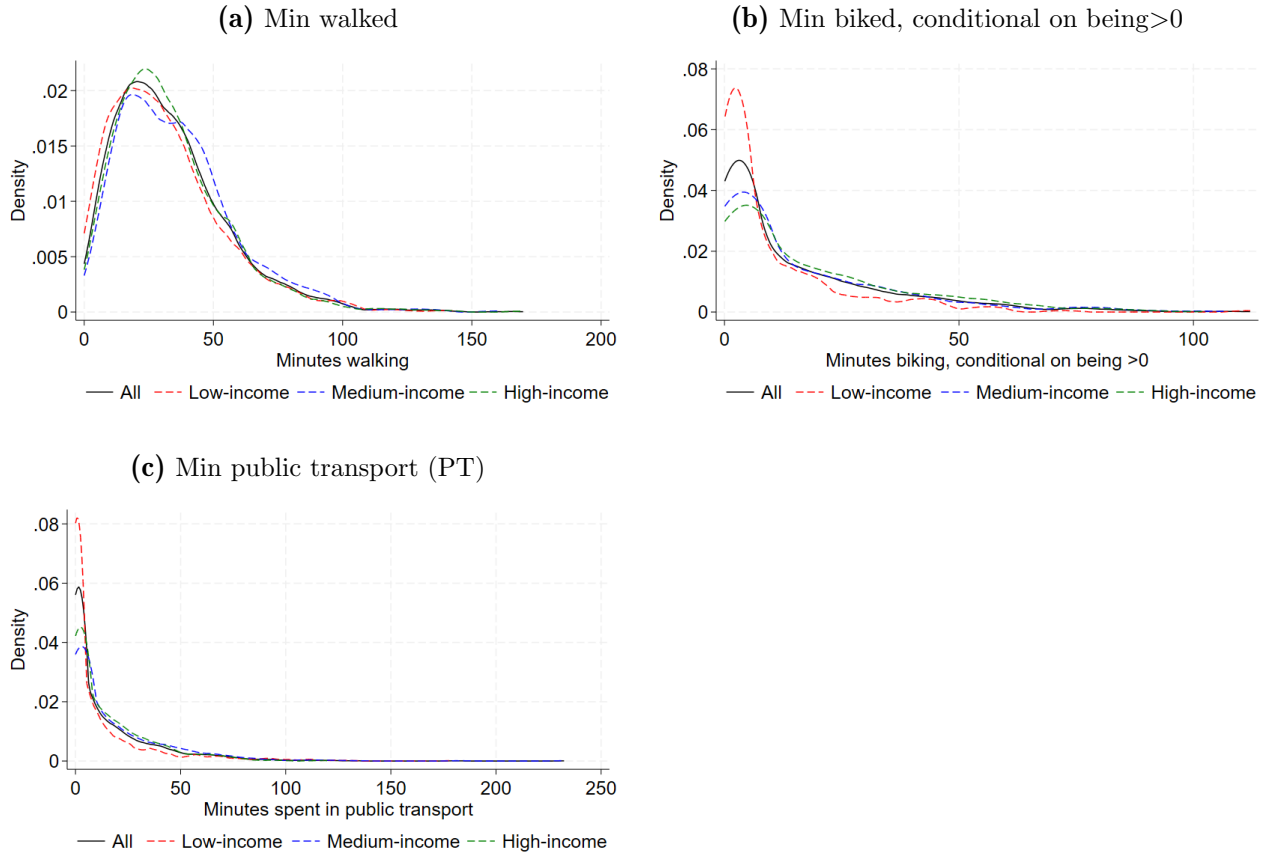 (a) Min walked
.02
.015
.01
.005
0
Density
0 50 100 150 200
Minutes walking
All Low-income Medium-income High-income
(b) Min biked, conditional on being>0
.08
.06
.04
.02
0
Density
0 50 100
Minutes biking, conditional on being >0
All Low-income Medium-income High-income
(c) Min public transport (PT)
.08
.06
.04
.02
0
Density
0 50 100 150 200 250
Minutes spent in public transport
All Low-income Medium-income High-income